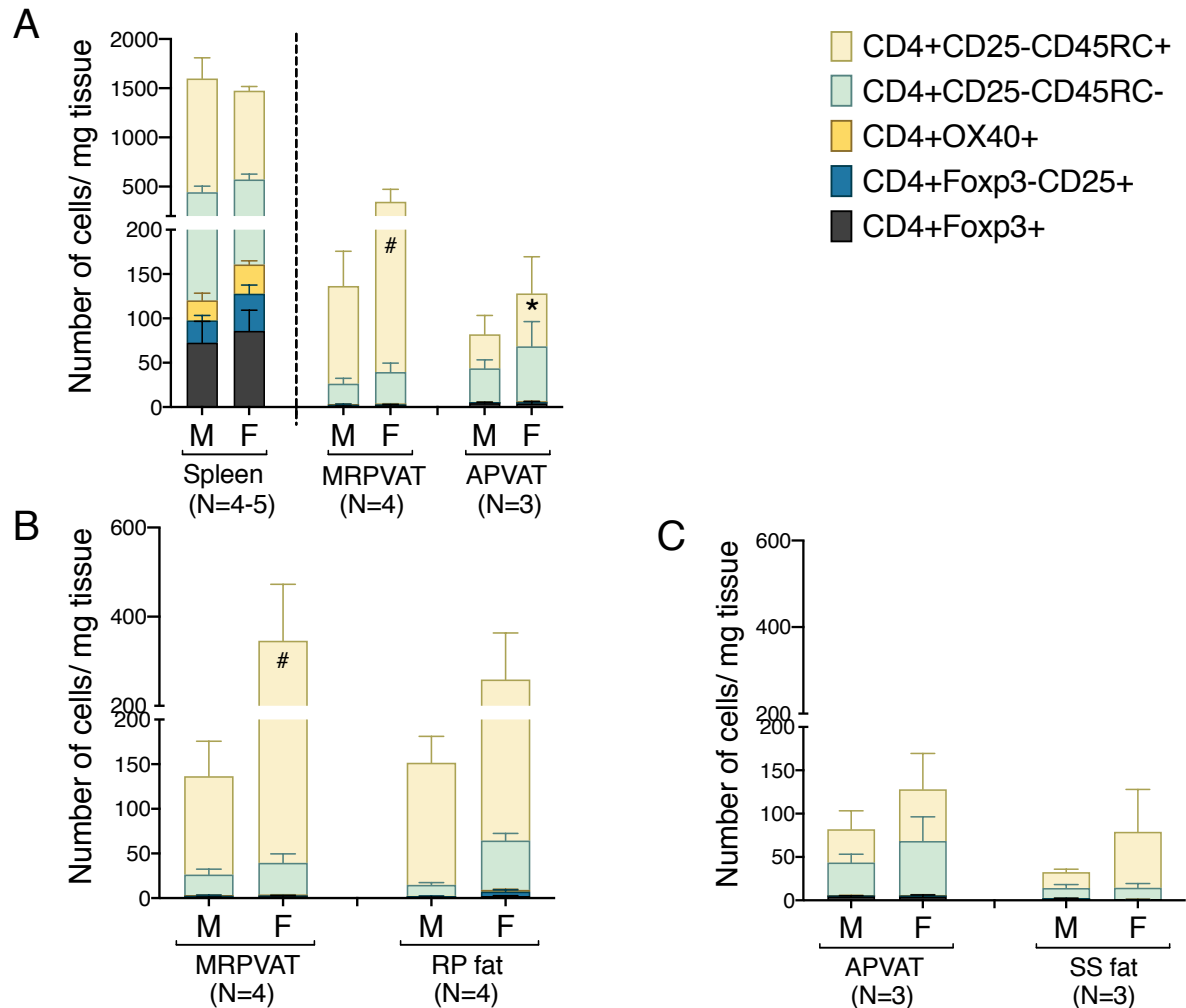 A
Number of cells/ mg tissue
2000
1500
1000
500
200
150
100
50
0
#
*
M F M F M F
Spleen MRPVAT APVAT
(N=4-5) (N=4) (N=3)
CD4+CD25-CD45RC+
CD4+CD25-CD45RC-
CD4+OX40+
CD4+Foxp3-CD25+
CD4+Foxp3+
B
Number of cells/ mg tissue
600
400
200
200
150
100
50
0
#
M F M F
MRPVAT RP fat
(N=4) (N=4)
C
Number of cells/ mg tissue
600
400
200
200
150
100
50
0
M F M F
APVAT SS fat
(N=3) (N=3)